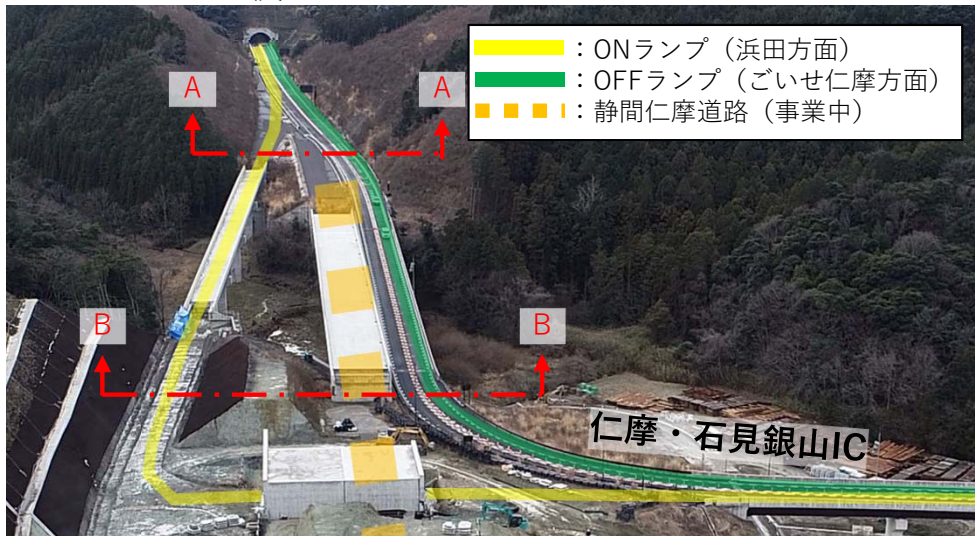 ：ONランプ（浜田方面）
：OFFランプ（ごいせ仁摩方面）
：静間仁摩道路（事業中）
A A
B B
仁摩・石見銀山IC